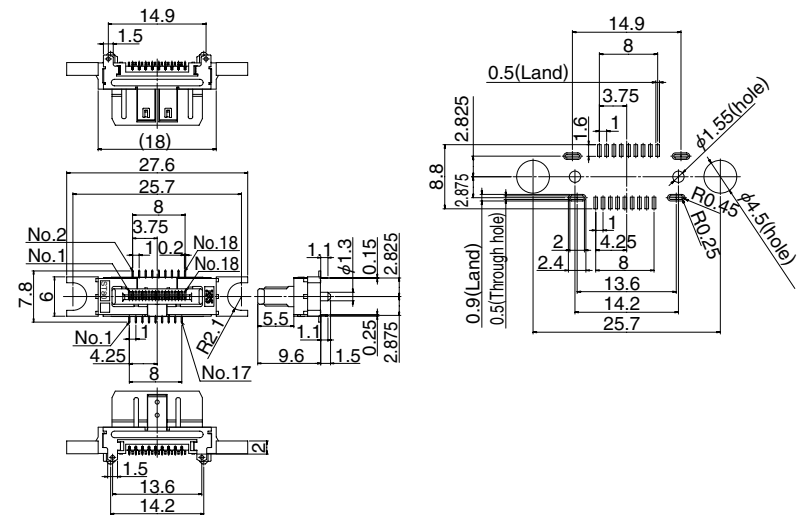 14.9
1.5
(18)
27.6
25.7
8
3.75
No.2
1
0.2
No.18
No.1
No.18
7.8
6
No.1
1
4.25
8
No.17
R2.1
1.1
φ1.3
0.15
2.825
5.5
9.6
1.1
1.5
0.25
2.875
2
1.5
13.6
14.2
14.9
8
0.5(Land)
3.75
1
1.6
2.825
8.8
2.875
φ1.55(hole)
φ4.5(hole)
R0.45
R0.25
0.9(Land)
0.5(Through hole)
2
2.4
1
4.25
8
13.6
14.2
25.7